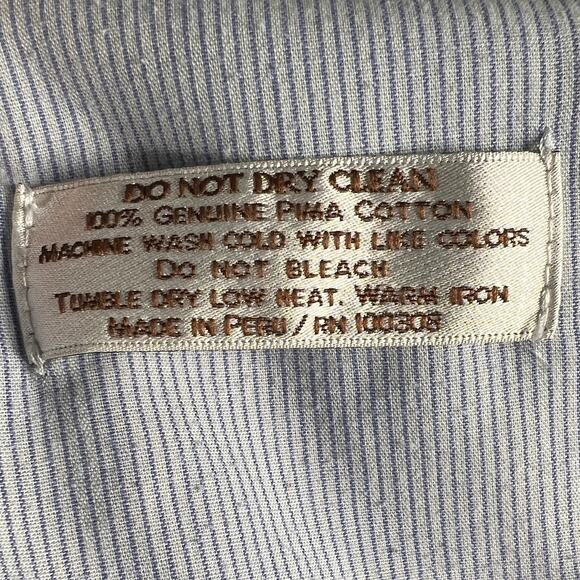 DO NOT DRY CLEAN
100% GENUINE PIMA COTTON
MACHINE WASH COLD WITH LIKE COLORS
DO NOT BLEACH
TUMBLE DRY LOW HEAT. WARM IRON
MADE IN PERU / RN 100308